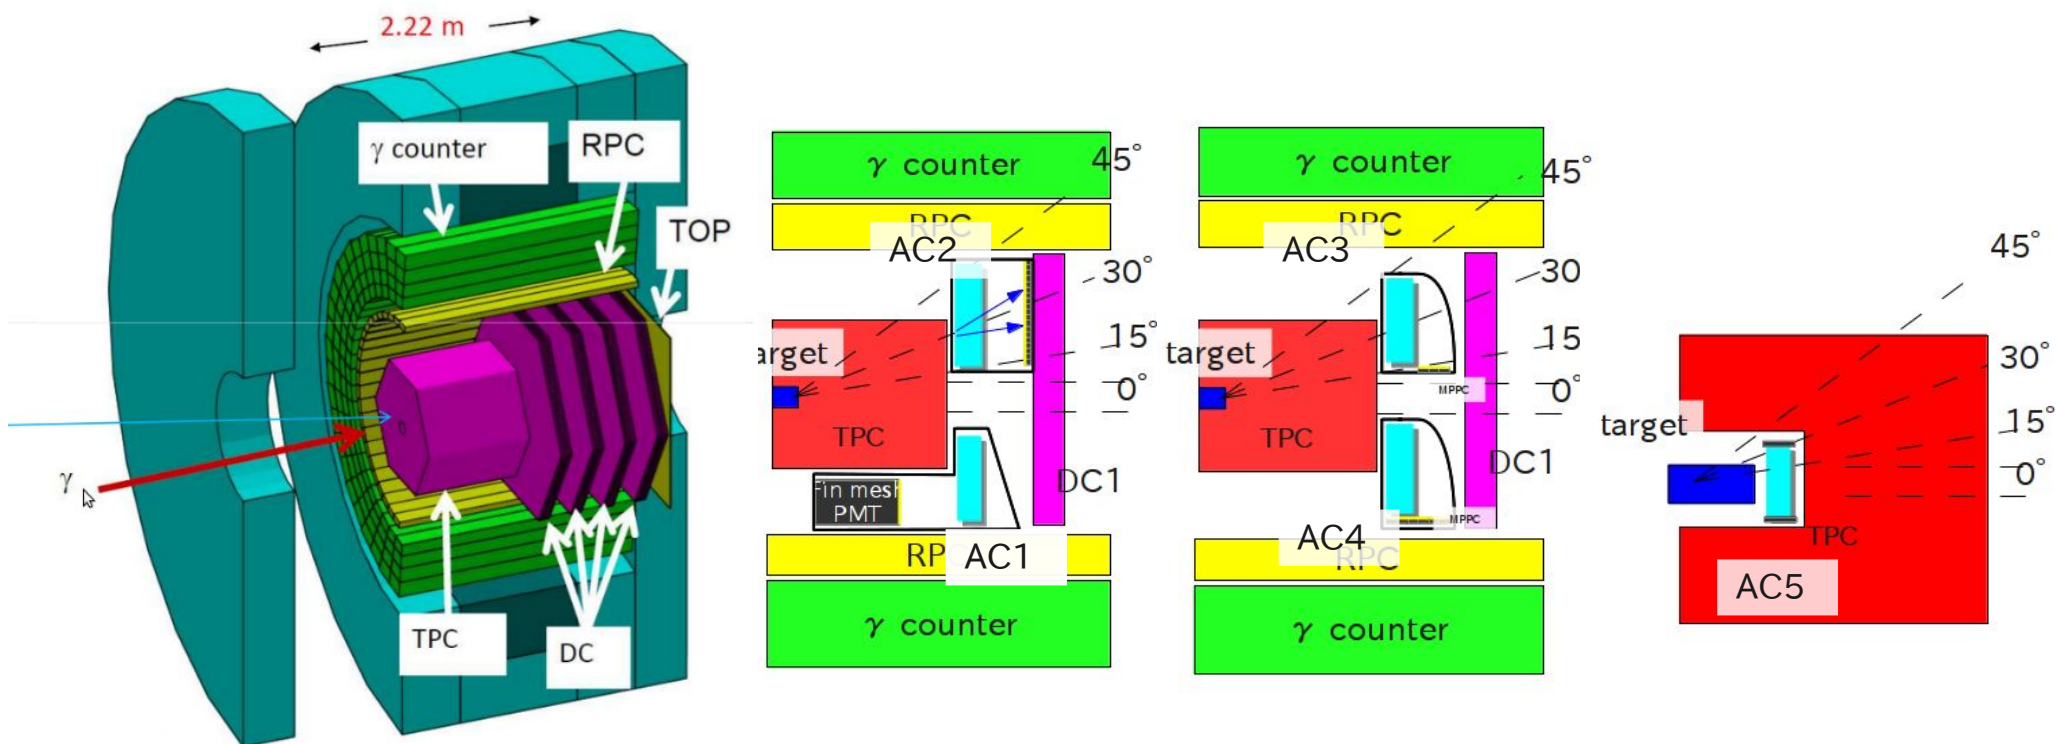 2.22 m
γ counter
RPC
TOP
γ
TPC
DC
γ counter
45°
RPC
AC2
30°
15°
arget
0°
TPC
DC1
Fin mesh
PMT
RP
AC1
γ counter
γ counter
45°
RPC
AC3
30
15
target
0°
MPPC
TPC
DC1
MPPC
AC4
RPC
γ counter
45°
30°
15°
target
0°
TPC
AC5